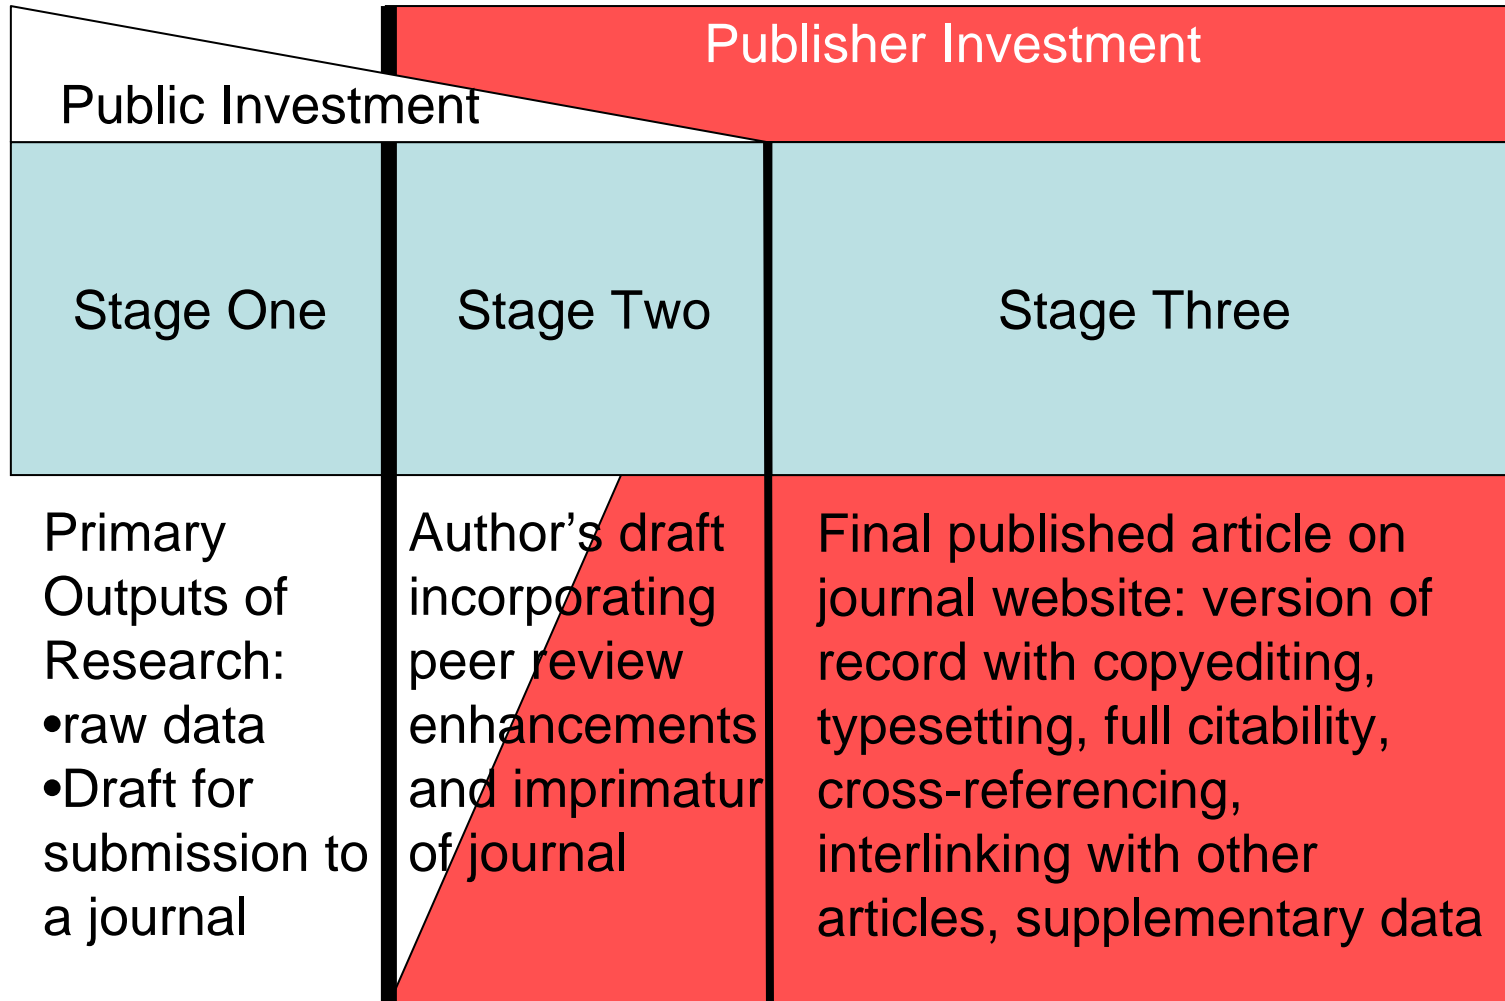 Publisher Investment
Public Investment
Stage One
Stage Two
Stage Three
Primary
Outputs of
Research:
•raw data
•Draft for
submission to
a journal
Author’s draft
incorporating
peer review
enhancements
and imprimatur
of journal
Final published article on
journal website: version of
record with copyediting,
typesetting, full citability,
cross-referencing,
interlinking with other
articles, supplementary data